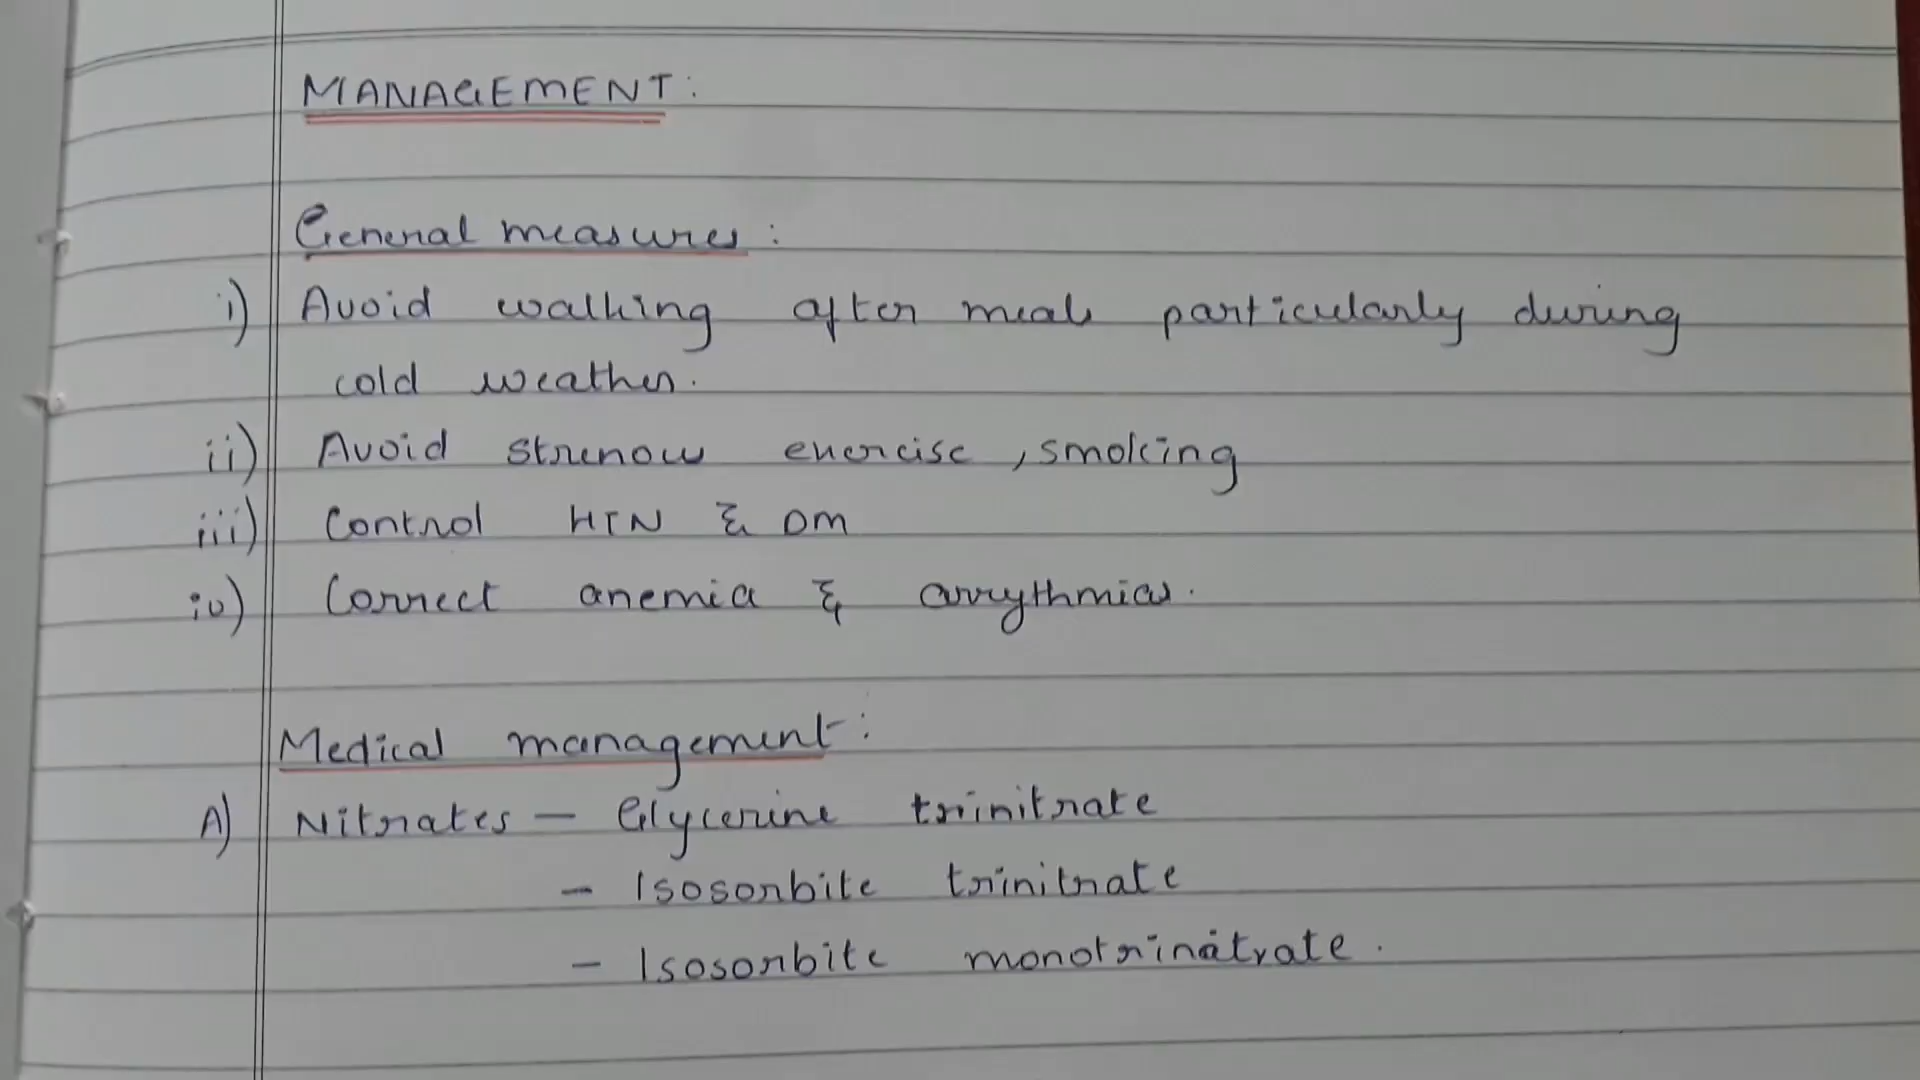 MANAGEMENT:
General measures:
i) Avoid walking after meals particularly during
cold weather.
ii) Avoid strenous exercise, smoking
iii) Control HTN & DM
iv) Correct anemia & arrythmias.
Medical management:
A) Nitrates - Glycerine trinitrate
- Isosorbite trinitrate
- Isosorbite monotrinitrate.